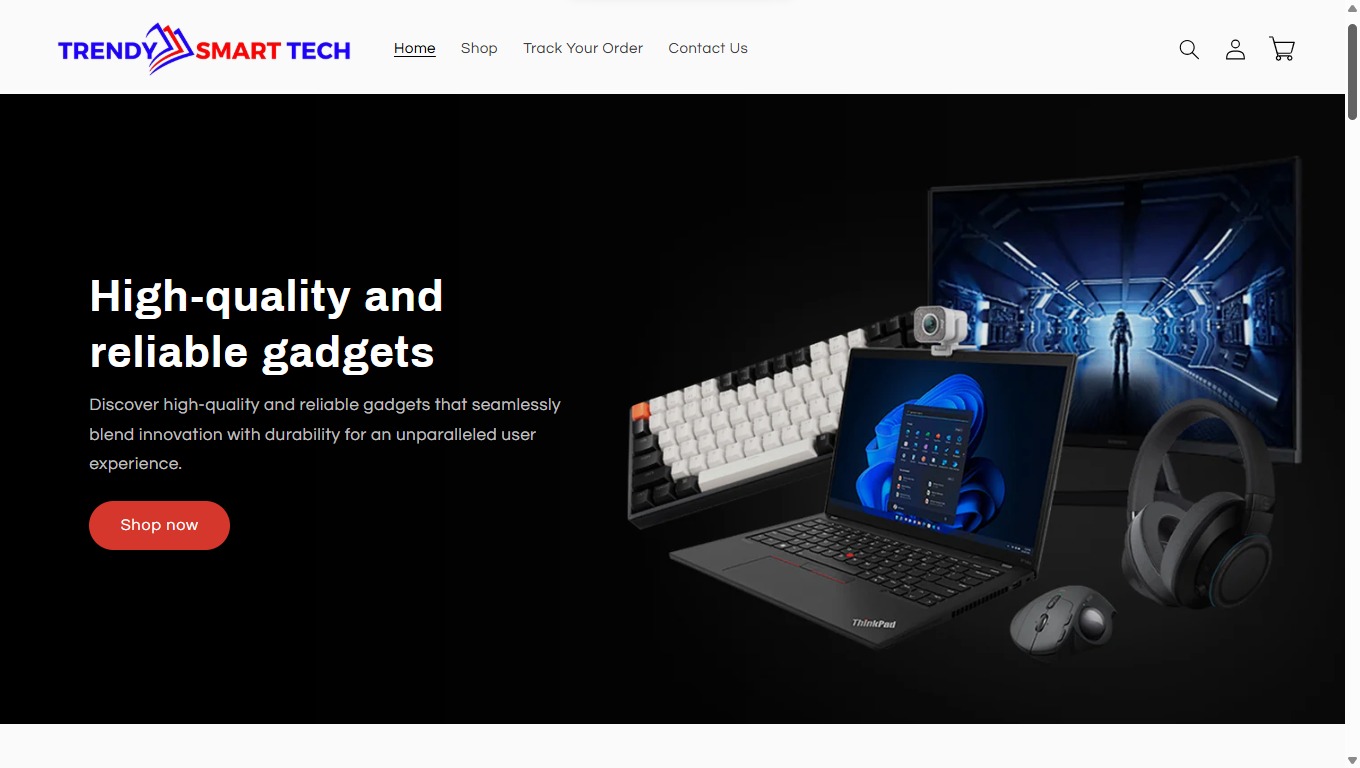 TRENDY SMART TECH
Home
Shop
Track Your Order
Contact Us
High-quality and
reliable gadgets
Discover high-quality and reliable gadgets that seamlessly
blend innovation with durability for an unparalleled user
experience.
Shop now
ThinkPad